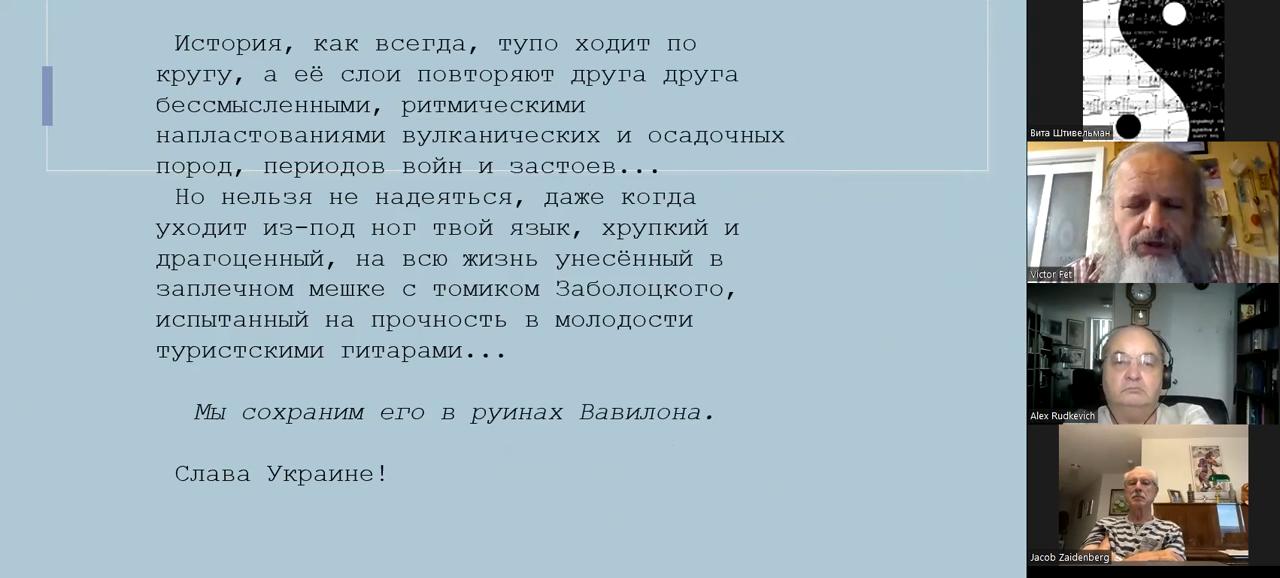 История, как всегда, тупо ходит по
кругу, а её слои повторяют друга друга
бессмысленными, ритмическими
напластованиями вулканических и осадочных
пород, периодов войн и застоев...
Но нельзя не надеяться, даже когда
уходит из-под ног твой язык, хрупкий и
драгоценный, на всю жизнь унесённый в
заплечном мешке с томиком Заболоцкого,
испытанный на прочность в молодости
туристскими гитарами...
Мы сохраним его в руинах Вавилона.
Слава Украине!
Вита Штивельман
Victor Fet
Alex Rudkevich
Jacob Zaidenberg